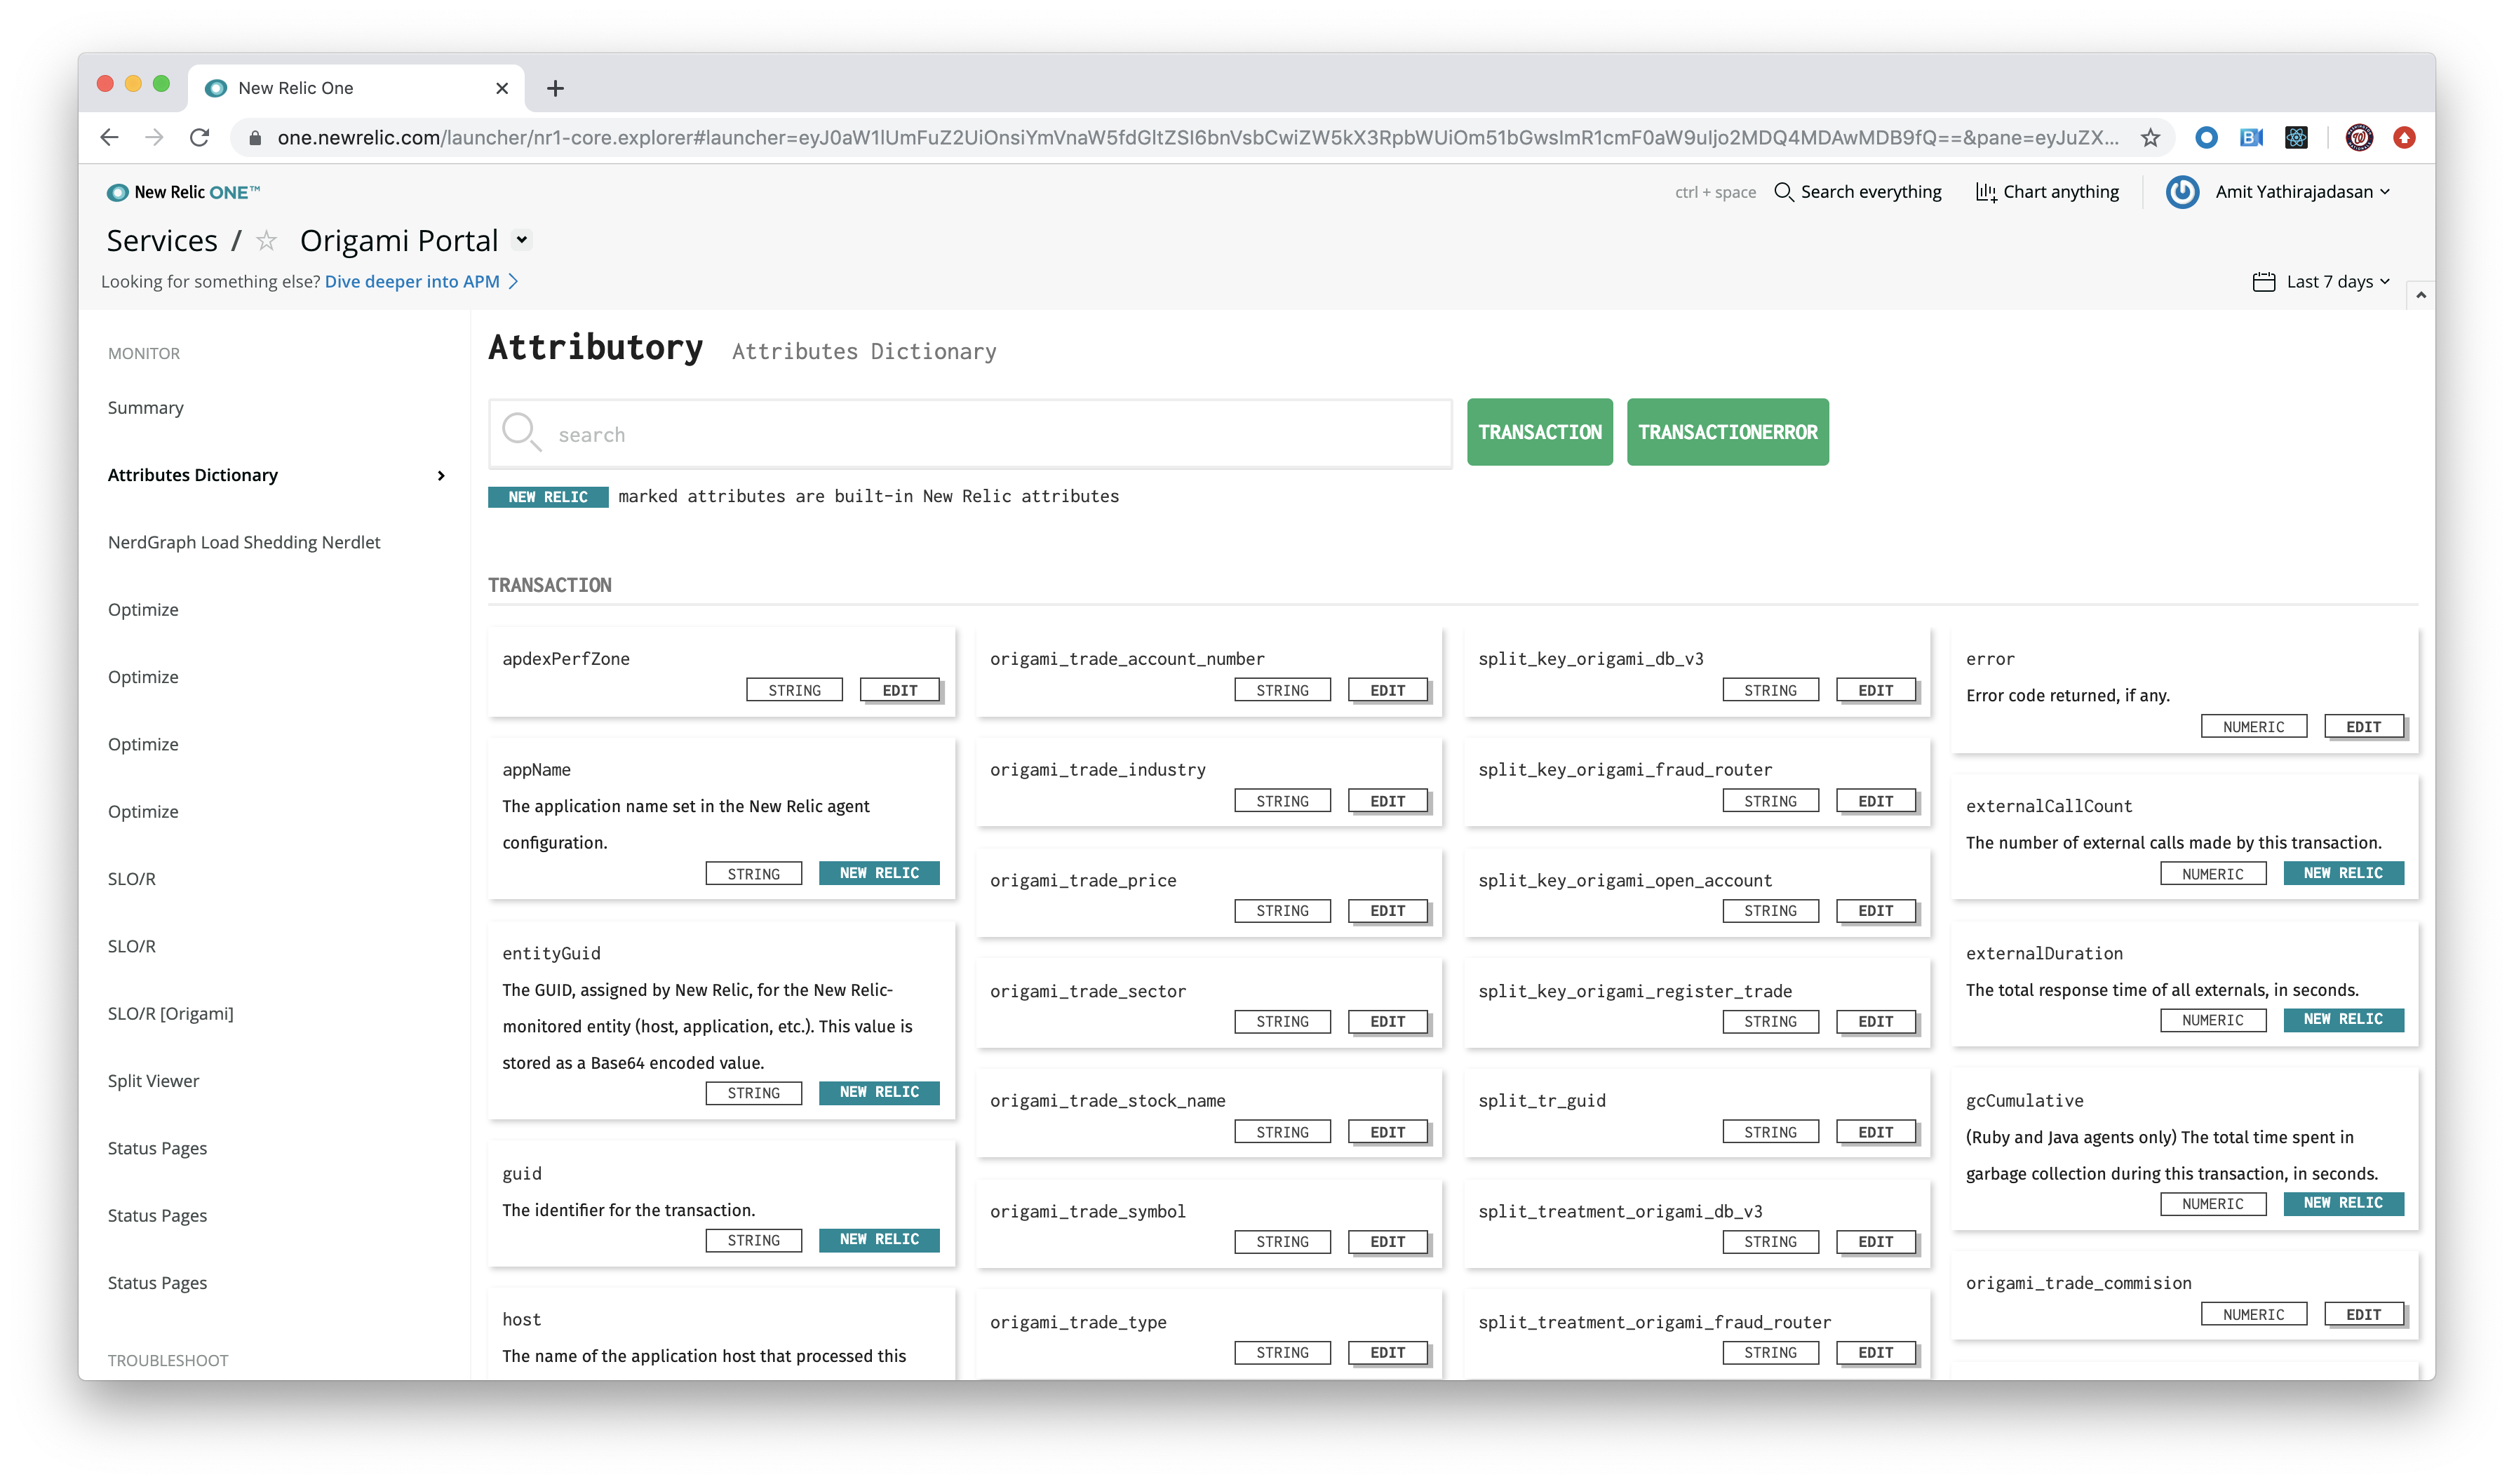 New Relic One
one.newrelic.com/launcher/nr1-core.explorer#launcher=eyJ0aW1lUmFuZ2UiOnsiYmVnaW5fdGltZSI6bnVsbCwiZW5kX3RpbWUiOm51bGwsImR1cmF0aW9uIjo2MDQ4MDAwMDB9fQ==&pane=eyJuZX...
New Relic ONE™
ctrl + space
Search everything
Chart anything
Amit Yathirajadasan
Services / Origami Portal
Looking for something else? Dive deeper into APM
Last 7 days
MONITOR
Summary
Attributes Dictionary
NerdGraph Load Shedding Nerdlet
Optimize
Optimize
Optimize
Optimize
SLO/R
SLO/R
SLO/R [Origami]
Split Viewer
Status Pages
Status Pages
Status Pages
TROUBLESHOOT
Attributory Attributes Dictionary
search
TRANSACTION
TRANSACTIONERROR
NEW RELIC marked attributes are built-in New Relic attributes
TRANSACTION
apdexPerfZone
STRING EDIT
appName
The application name set in the New Relic agent
configuration.
STRING NEW RELIC
entityGuid
The GUID, assigned by New Relic, for the New Relic-
monitored entity (host, application, etc.). This value is
stored as a Base64 encoded value.
STRING NEW RELIC
guid
The identifier for the transaction.
STRING NEW RELIC
host
The name of the application host that processed this
origami_trade_account_number
STRING EDIT
origami_trade_industry
STRING EDIT
origami_trade_price
STRING EDIT
origami_trade_sector
STRING EDIT
origami_trade_stock_name
STRING EDIT
origami_trade_symbol
STRING EDIT
origami_trade_type
STRING EDIT
split_key_origami_db_v3
STRING EDIT
split_key_origami_fraud_router
STRING EDIT
split_key_origami_open_account
STRING EDIT
split_key_origami_register_trade
STRING EDIT
split_tr_guid
STRING EDIT
split_treatment_origami_db_v3
STRING EDIT
split_treatment_origami_fraud_router
STRING EDIT
error
Error code returned, if any.
NUMERIC EDIT
externalCallCount
The number of external calls made by this transaction.
NUMERIC NEW RELIC
externalDuration
The total response time of all externals, in seconds.
NUMERIC NEW RELIC
gcCumulative
(Ruby and Java agents only) The total time spent in
garbage collection during this transaction, in seconds.
NUMERIC NEW RELIC
origami_trade_commision
NUMERIC EDIT